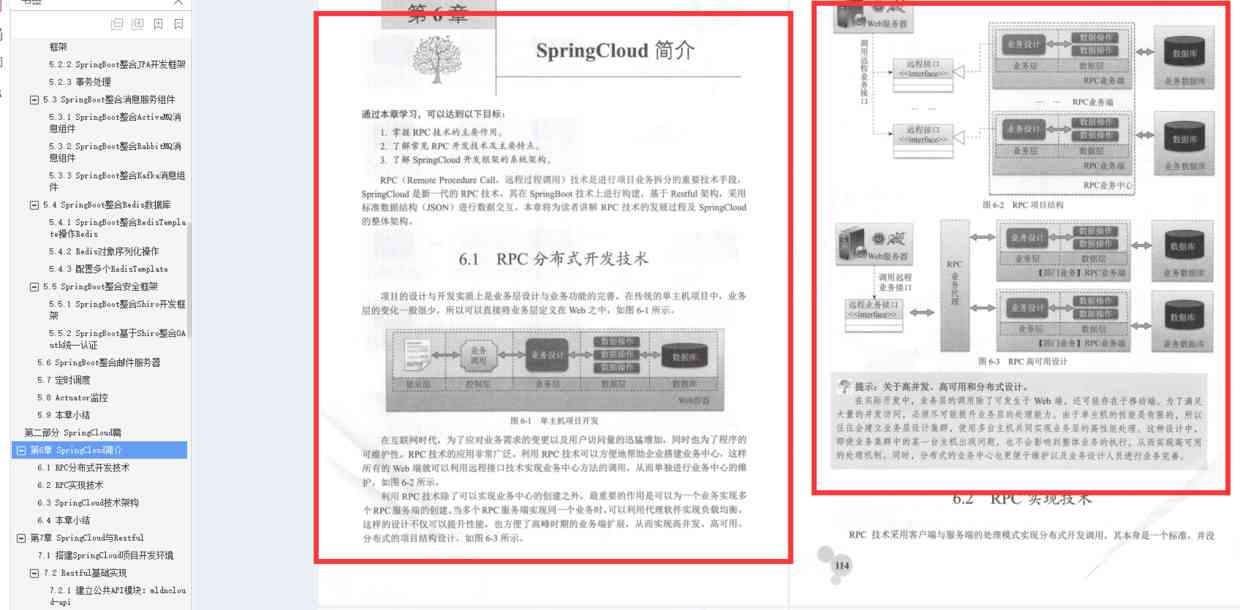 框架
5.2.2 SpringBoot整合JPA开发框架
5.2.3 事务处理
5.3 SpringBoot整合消息服务组件
5.3.1 SpringBoot整合ActiveMQ消
息组件
5.3.2 SpringBoot整合RabbitMQ消
息组件
5.3.3 SpringBoot整合Kafka消息组
件
5.4 SpringBoot整合Redis数据库
5.4.1 SpringBoot整合RedisTempla
te操作Redis
5.4.2 Redis对象序列化操作
5.4.3 配置多个RedisTemplate
5.5 SpringBoot整合安全框架
5.5.1 SpringBoot整合Shiro开发框
架
5.5.2 SpringBoot基于Shiro整合OA
uth统一认证
5.6 SpringBoot整合邮件服务器
5.7 定时调度
5.8 Actuator监控
5.9 本章小结
第二部分 SpringCloud篇
第6章 SpringCloud简介
6.1 RPC分布式开发技术
6.2 RPC实现技术
6.3 SpringCloud技术架构
6.4 本章小结
第7章 SpringCloud与Restful
7.1 搭建SpringCloud项目开发环境
7.2 Restful基础实现
7.2.1 建立公共API模块：mldnclou
d-api
第 6 章
SpringCloud 简介
通过本章学习，可以达到以下目标：
1. 掌握 RPC 技术的主要作用。
2. 了解常见 RPC 开发技术及主要特点。
3. 了解 SpringCloud 开发框架的系统架构。
RPC（Remote Procedure Call，远程过程调用）技术是进行项目业务拆分的重要技术手段，
SpringCloud 是新一代的 RPC 技术，其在 SpringBoot 技术上进行构建，基于 Restful 架构，采用
标准数据结构（JSON）进行数据交互，本章将为读者讲解 RPC 技术的发展过程及 SpringCloud
的整体架构。
6.1 RPC 分布式开发技术
项目的设计与开发实质上是业务层设计与业务功能的完善，在传统的单主机项目中，业务
层的变化一般很少，所以可以直接将业务层定义在 Web 之中，如图 6-1 所示。
业务
调用
业务设计
数据操作
数据操作
数据操作
数据库
显示层
控制层
业务层
数据层
数据库
Web容器
图 6-1 单主机项目开发
在互联网时代，为了应对业务需求的变更以及用户访问量的迅猛增加，同时也为了程序的
可维护性，RPC 技术的应用非常广泛，利用 RPC 技术可以方便地帮助企业搭建业务中心，这样
所有的 Web 端就可以利用远程接口技术实现业务中心方法的调用，从而单独进行业务中心的维
护，如图 6-2 所示。
利用 RPC 技术除了可以实现业务中心的创建之外，最重要的作用是可以为一个业务实现多
个 RPC 服务端的创建，当多个 RPC 服务端实现同一个业务时，可以利用代理软件实现负载均衡，
这样的设计不仅可以提升性能，也方便了高峰时期的业务端扩展，从而实现高并发、高可用、
分布式的项目结构设计，如图 6-3 所示。
Web服务器
调用远程业务接口
远程接口
<<interface>>
... ...
远程接口
<<interface>>
业务设计
数据操作
数据操作
业务层
数据层
RPC业务端
数据库
业务数据库
... ... RPC业务端
业务设计
数据操作
数据操作
业务层
数据层
RPC业务端
数据库
业务数据库
RPC业务中心
图 6-2 RPC 项目结构
Web服务器
调用远程
业务接口
远程业务接口
<<interface>>
RPC业务代理
业务设计
数据操作
数据操作
业务层
数据层
【部门业务】RPC业务端
数据库
业务数据库
业务设计
数据操作
数据操作
业务层
数据层
【部门业务】RPC业务端
数据库
业务数据库
图 6-3 RPC 高可用设计
提示：关于高并发、高可用和分布式设计。
在实际开发中，业务层的调用除了可发生于 Web 端，还可能存在于移动端，为了满足
大量的并发访问，必须尽可能提升业务层的处理能力。由于单主机的性能是有限的，所以
往往会建立业务层设计集群，使用多台主机共同实现业务层的高性能处理。这种设计中，
即使业务集群中的某一台主机出现问题，也不会影响到整体业务的执行，从而实现高可用
的处理机制。同时，分布式的业务中心也更便于维护以及业务设计人员进行业务完善。
6.2 RPC 实现技术
RPC 技术采用客户端与服务端的处理模式实现分布式开发调用，其本身是一个标准，并没
114